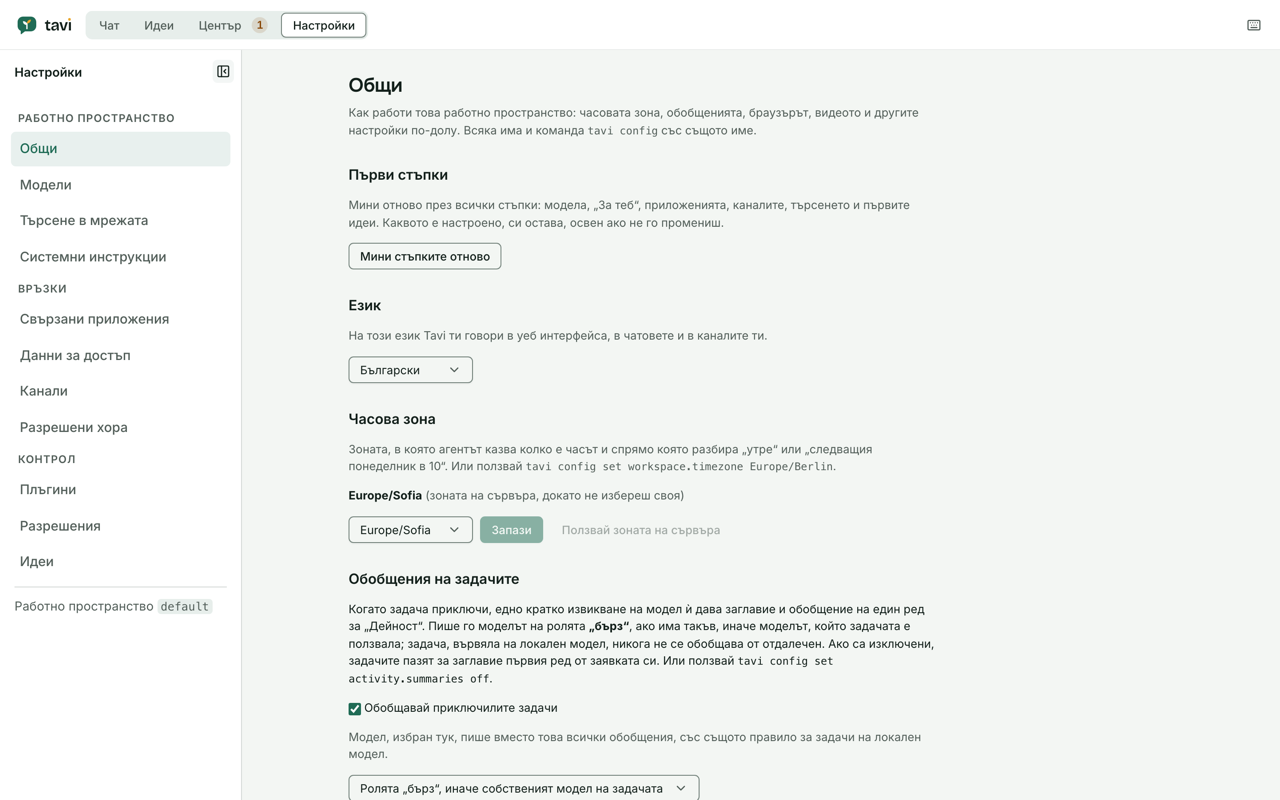 tavi
Чат
Идеи
Център 1
Настройки
Настройки
РАБОТНО ПРОСТРАНСТВО
Общи
Модели
Търсене в мрежата
Системни инструкции
ВРЪЗКИ
Свързани приложения
Данни за достъп
Канали
Разрешени хора
КОНТРОЛ
Плъгини
Разрешения
Идеи
Работно пространство default
Общи
Как работи това работно пространство: часовата зона, обобщенията, браузърът, видеото и другите
настройки по-долу. Всяка има и команда tavi config със същото име.
Първи стъпки
Мини отново през всички стъпки: модела, „За теб“, приложенията, каналите, търсенето и първите
идеи. Каквото е настроено, си остава, освен ако не го промениш.
Мини стъпките отново
Език
На този език Tavi ти говори в уеб интерфейса, в чатовете и в каналите ти.
Български
Часова зона
Зоната, в която агентът казва колко е часът и спрямо която разбира „утре“ или „следващия
понеделник в 10“. Или ползвай tavi config set workspace.timezone Europe/Berlin.
Europe/Sofia (зоната на сървъра, докато не избереш своя)
Europe/Sofia
Запази
Ползвай зоната на сървъра
Обобщения на задачите
Когато задача приключи, едно кратко извикване на модел ѝ дава заглавие и обобщение на един ред
за „Дейност“. Пише го моделът на ролята „бърз“, ако има такъв, иначе моделът, който задачата е
ползвала; задача, вървяла на локален модел, никога не се обобщава от отдалечен. Ако са изключени,
задачите пазят за заглавие първия ред от заявката си. Или ползвай tavi config set
activity.summaries off.
Обобщавай приключилите задачи
Модел, избран тук, пише вместо това всички обобщения, със същото правило за задачи на локален
модел.
Ролята „бърз“, иначе собственият модел на задачата